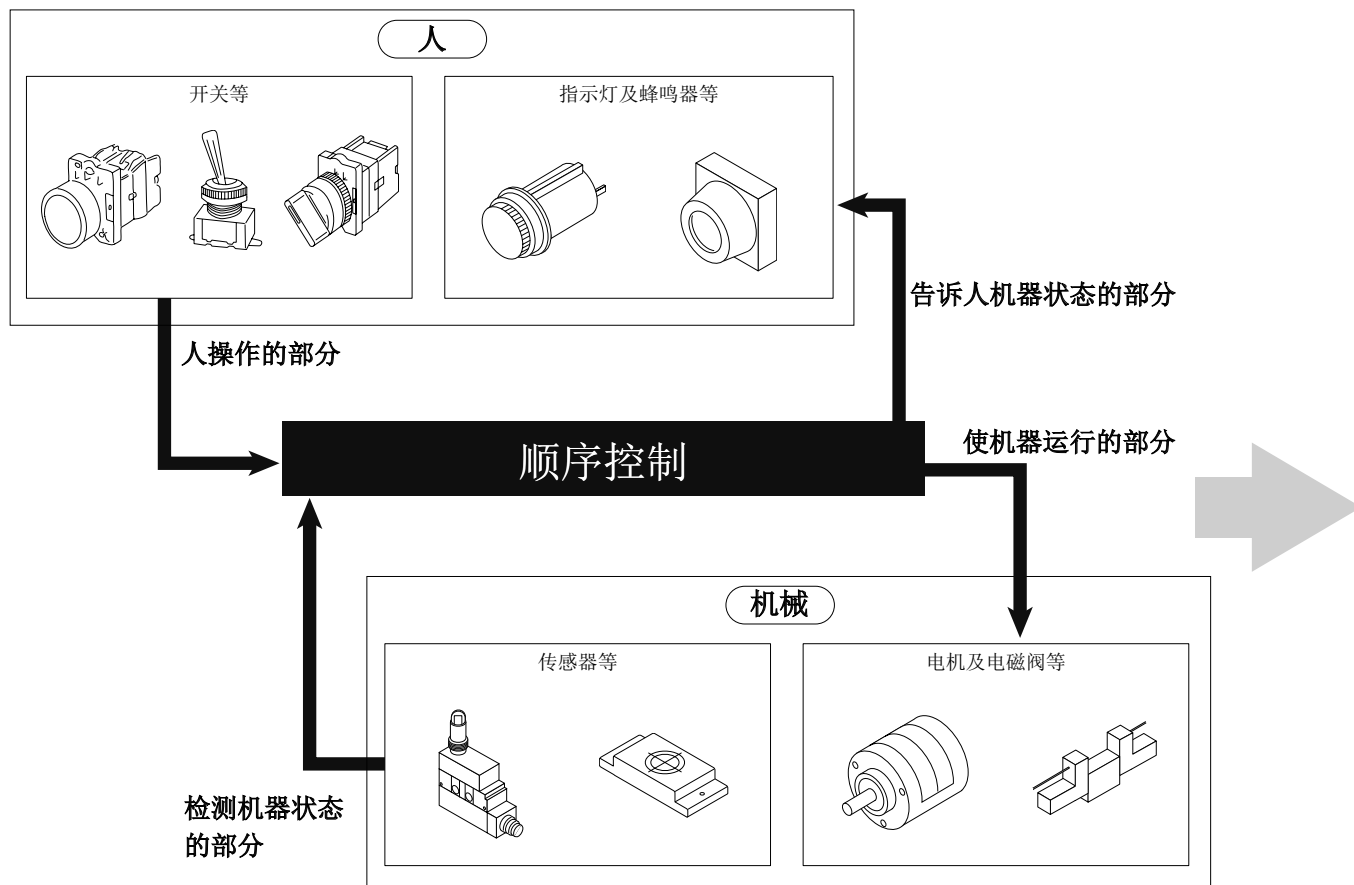 人
开关等
指示灯及蜂鸣器等
告诉人机器状态的部分
人操作的部分
顺序控制
使机器运行的部分
机械
传感器等
电机及电磁阀等
检测机器状态
的部分